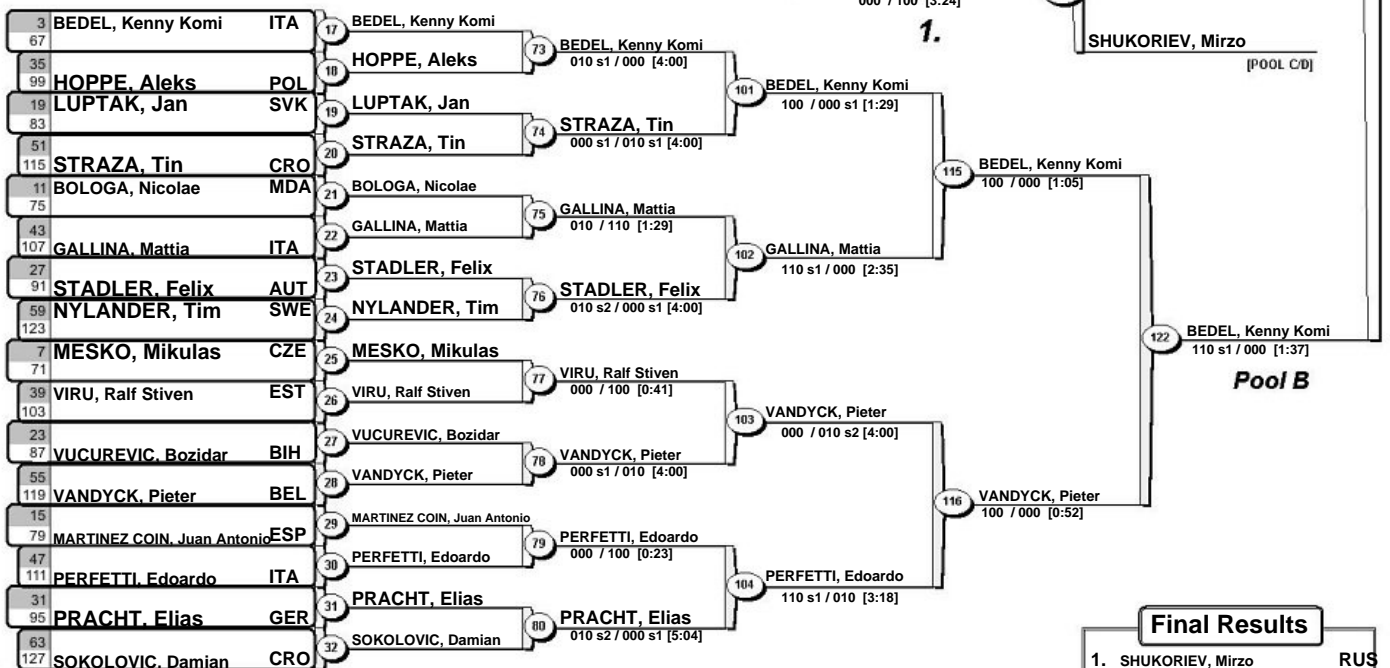 000 / 100 [3:24]
1.
SHUKORIEV, Mirzo
[POOL C/D]
3 BEDEL, Kenny Komi ITA
67
35
99 HOPPE, Aleks POL
19 LUPTAK, Jan SVK
83
51
115 STRAZA, Tin CRO
11 BOLOGA, Nicolae MDA
75
43
107 GALLINA, Mattia ITA
27
91 STADLER, Felix AUT
59 NYLANDER, Tim SWE
123
7 MESKO, Mikulas CZE
71
39 VIRU, Ralf Stiven EST
103
23
87 VUCUREVIC, Bozidar BIH
55
119 VANDYCK, Pieter BEL
15
79 MARTINEZ COIN, Juan Antonio ESP
47
111 PERFETTI, Edoardo ITA
31
95 PRACHT, Elias GER
63
127 SOKOLOVIC, Damian CRO
17 BEDEL, Kenny Komi
18 HOPPE, Aleks
19 LUPTAK, Jan
20 STRAZA, Tin
21 BOLOGA, Nicolae
22 GALLINA, Mattia
23 STADLER, Felix
24 NYLANDER, Tim
25 MESKO, Mikulas
26 VIRU, Ralf Stiven
27 VUCUREVIC, Bozidar
28 VANDYCK, Pieter
29 MARTINEZ COIN, Juan Antonio
30 PERFETTI, Edoardo
31 PRACHT, Elias
32 SOKOLOVIC, Damian
73 BEDEL, Kenny Komi
010 s1 / 000 [4:00]
74 STRAZA, Tin
000 s1 / 010 s1 [4:00]
75 GALLINA, Mattia
010 / 110 [1:29]
76 STADLER, Felix
010 s2 / 000 s1 [4:00]
77 VIRU, Ralf Stiven
000 / 100 [0:41]
78 VANDYCK, Pieter
000 s1 / 010 [4:00]
79 PERFETTI, Edoardo
000 / 100 [0:23]
80 PRACHT, Elias
010 s2 / 000 s1 [5:04]
101 BEDEL, Kenny Komi
100 / 000 s1 [1:29]
102 GALLINA, Mattia
110 s1 / 000 [2:35]
103 VANDYCK, Pieter
000 / 010 s2 [4:00]
104 PERFETTI, Edoardo
110 s1 / 010 [3:18]
115 BEDEL, Kenny Komi
100 / 000 [1:05]
116 VANDYCK, Pieter
100 / 000 [0:52]
122 BEDEL, Kenny Komi
110 s1 / 000 [1:37]
Pool B
Final Results
1. SHUKORIEV, Mirzo RUS